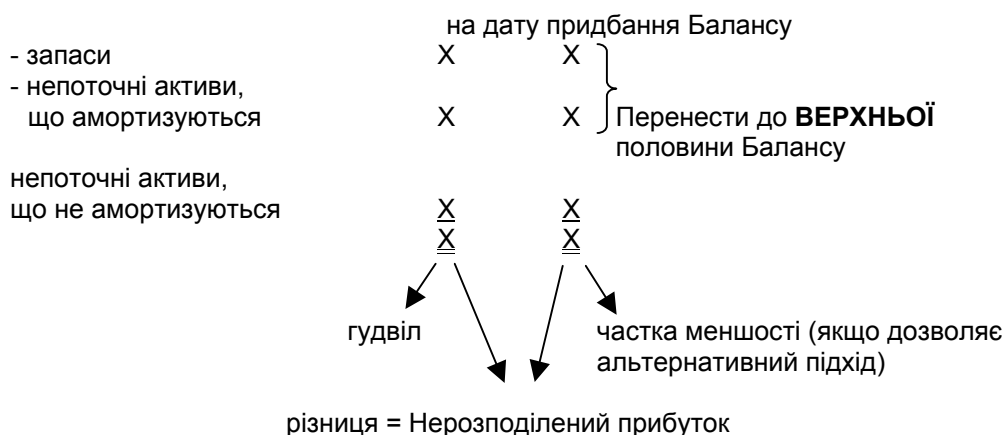 на дату придбання Балансу
- запаси X X
- непоточні активи,
що амортизуються X X Перенести до ВЕРХНЬОЇ
половини Балансу
непоточні активи,
що не амортизуються X X
X X
гудвіл частка меншості (якщо дозволяє
альтернативний підхід)
різниця = Нерозподілений прибуток